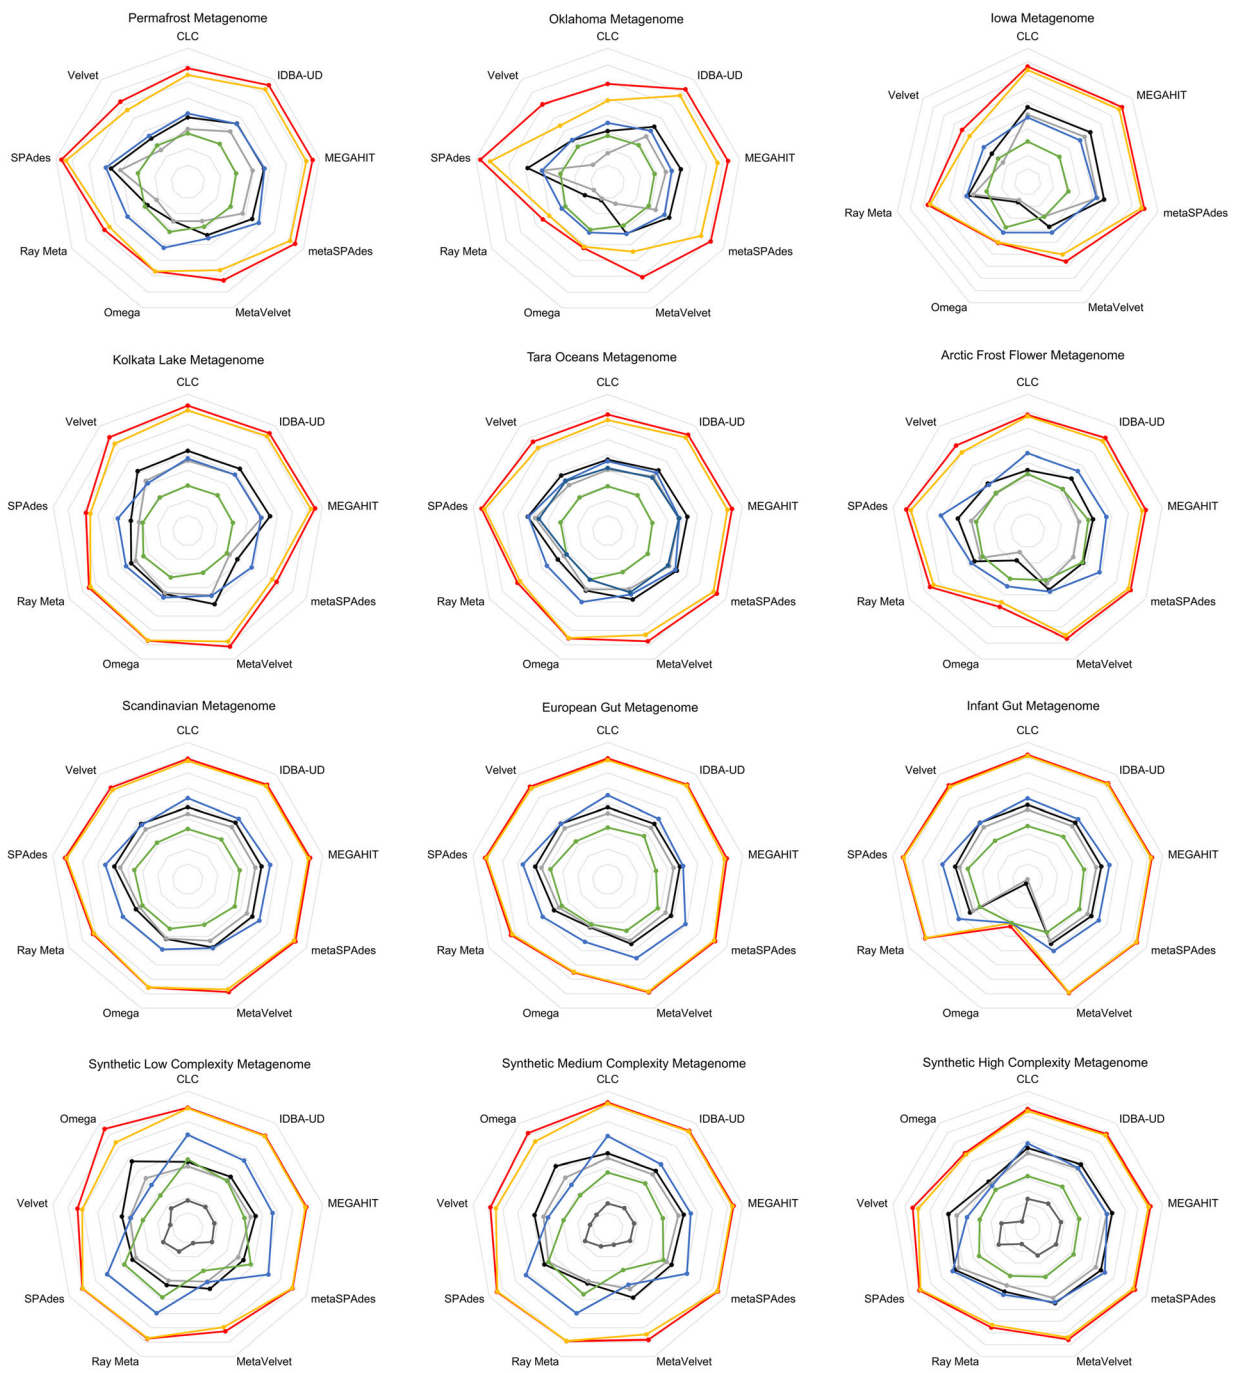 Permafrost Metagenome
CLC
IDBA-UD
MEGAHIT
metaSPAdes
MetaVelvet
Omega
Ray Meta
SPAdes
Velvet
Oklahoma Metagenome
CLC
IDBA-UD
MEGAHIT
metaSPAdes
MetaVelvet
Omega
Ray Meta
SPAdes
Velvet
Iowa Metagenome
CLC
MEGAHIT
metaSPAdes
MetaVelvet
Omega
Ray Meta
Velvet
Kolkata Lake Metagenome
CLC
IDBA-UD
MEGAHIT
metaSPAdes
MetaVelvet
Omega
Ray Meta
SPAdes
Velvet
Tara Oceans Metagenome
CLC
IDBA-UD
MEGAHIT
metaSPAdes
MetaVelvet
Omega
Ray Meta
SPAdes
Velvet
Arctic Frost Flower Metagenome
CLC
IDBA-UD
MEGAHIT
metaSPAdes
MetaVelvet
Omega
Ray Meta
SPAdes
Velvet
Scandinavian Metagenome
CLC
IDBA-UD
MEGAHIT
metaSPAdes
MetaVelvet
Omega
Ray Meta
SPAdes
Velvet
European Gut Metagenome
CLC
IDBA-UD
MEGAHIT
metaSPAdes
MetaVelvet
Omega
Ray Meta
SPAdes
Velvet
Infant Gut Metagenome
CLC
IDBA-UD
MEGAHIT
metaSPAdes
MetaVelvet
Omega
Ray Meta
SPAdes
Velvet
Synthetic Low Complexity Metagenome
CLC
IDBA-UD
MEGAHIT
metaSPAdes
MetaVelvet
Ray Meta
SPAdes
Velvet
Omega
Synthetic Medium Complexity Metagenome
CLC
IDBA-UD
MEGAHIT
metaSPAdes
MetaVelvet
Ray Meta
SPAdes
Velvet
Omega
Synthetic High Complexity Metagenome
CLC
IDBA-UD
MEGAHIT
metaSPAdes
MetaVelvet
Ray Meta
SPAdes
Velvet
Omega